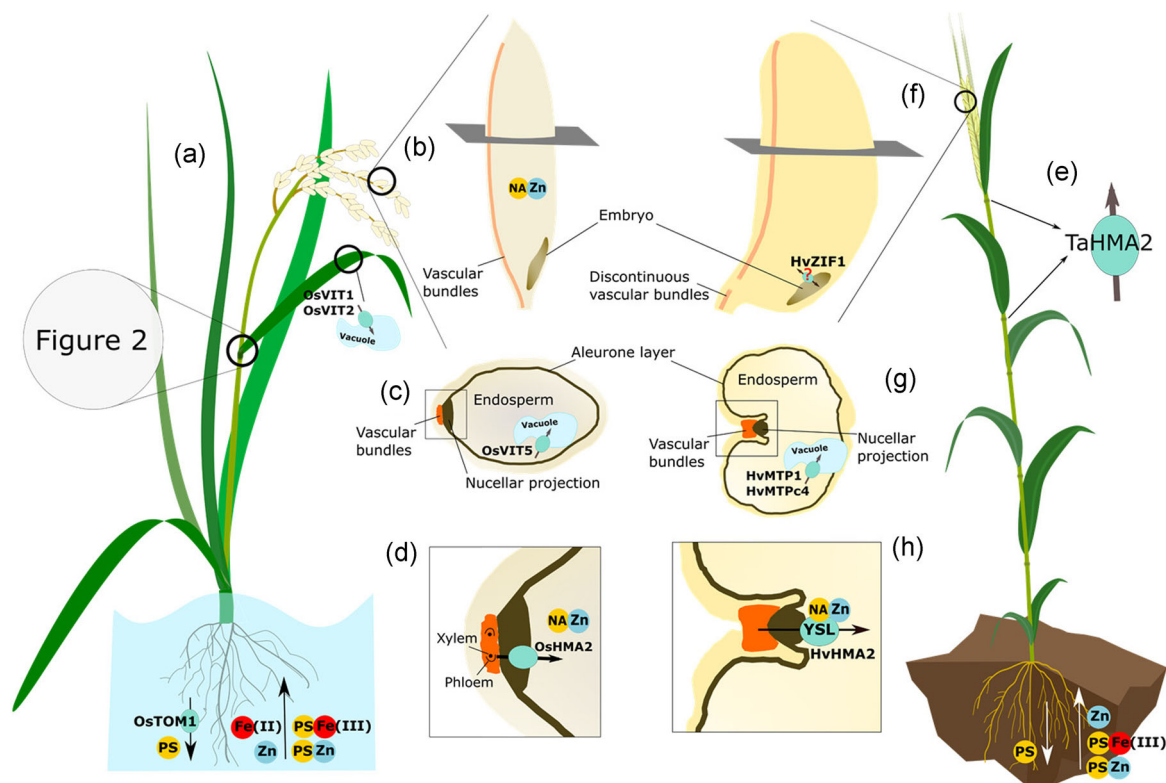 (a)
Figure 2
OsVIT1
OsVIT2
Vacuole
OsTOM1
PS
Fe(II)
Zn
PS Fe(III)
PS Zn
(b)
NA Zn
Embryo
Vascular
bundles
Discontinuous
vascular bundles
HvZIF1
?
(c)
Aleurone layer
Endosperm
Vacuole
OsVIT5
Vascular
bundles
Nucellar projection
(d)
NA Zn
Xylem
OsHMA2
Phloem
(f)
(e)
TaHMA2
(g)
Endosperm
Vascular
bundles
Vacuole
Nucellar
projection
HvMTP1
HvMTPc4
(h)
NA Zn
YSL
HvHMA2
PS
Zn
PS Fe(III)
PS Zn